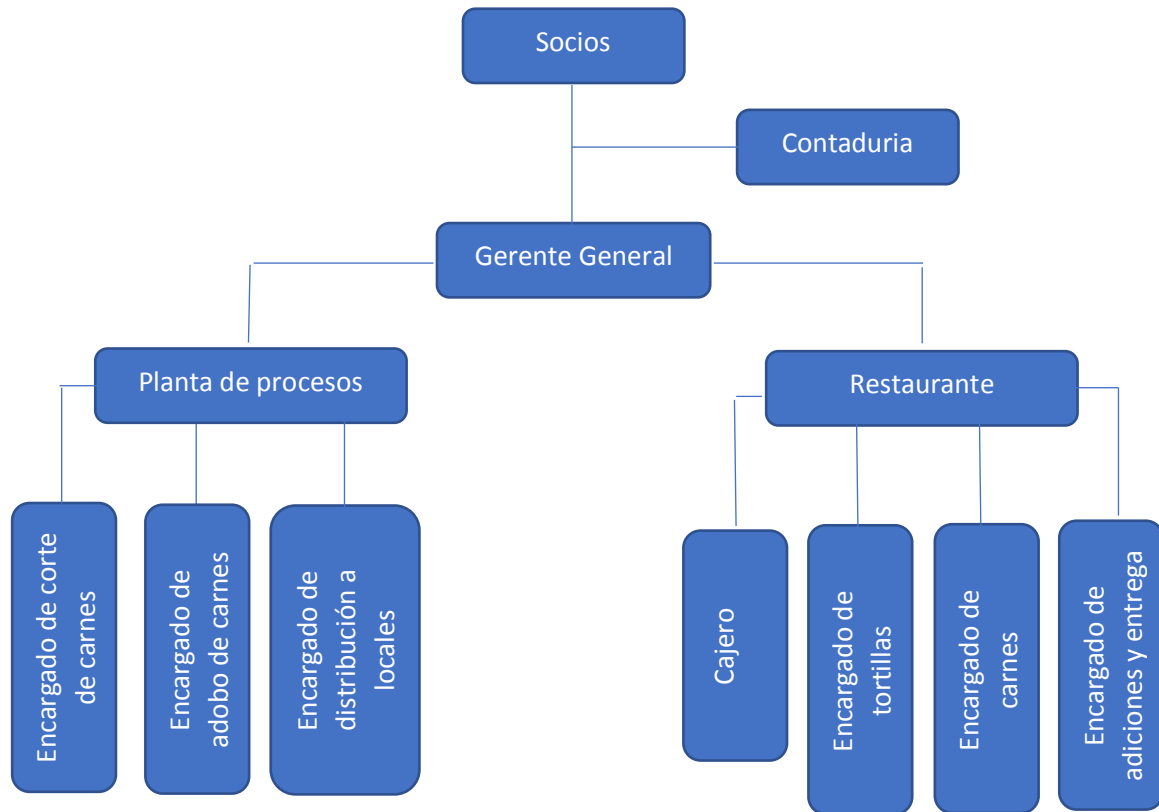 Socios
Contaduria
Gerente General
Planta de procesos
Restaurante
Encargado de corte
de carnes
Encargado de
adobo de carnes
Encargado de
distribución a
locales
Cajero
Encargado de
tortillas
Encargado de
carnes
Encargado de
adiciones y entrega